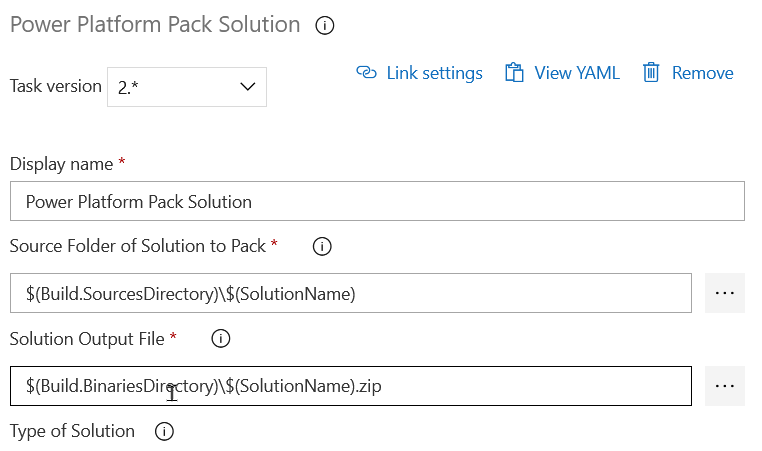 Power Platform Pack Solution
Task version 2.* Link settings View YAML Remove
Display name *
Power Platform Pack Solution
Source Folder of Solution to Pack *
$(Build.SourcesDirectory)\$(SolutionName)
Solution Output File *
$(Build.BinariesDirectory)\$(SolutionName).zip
Type of Solution